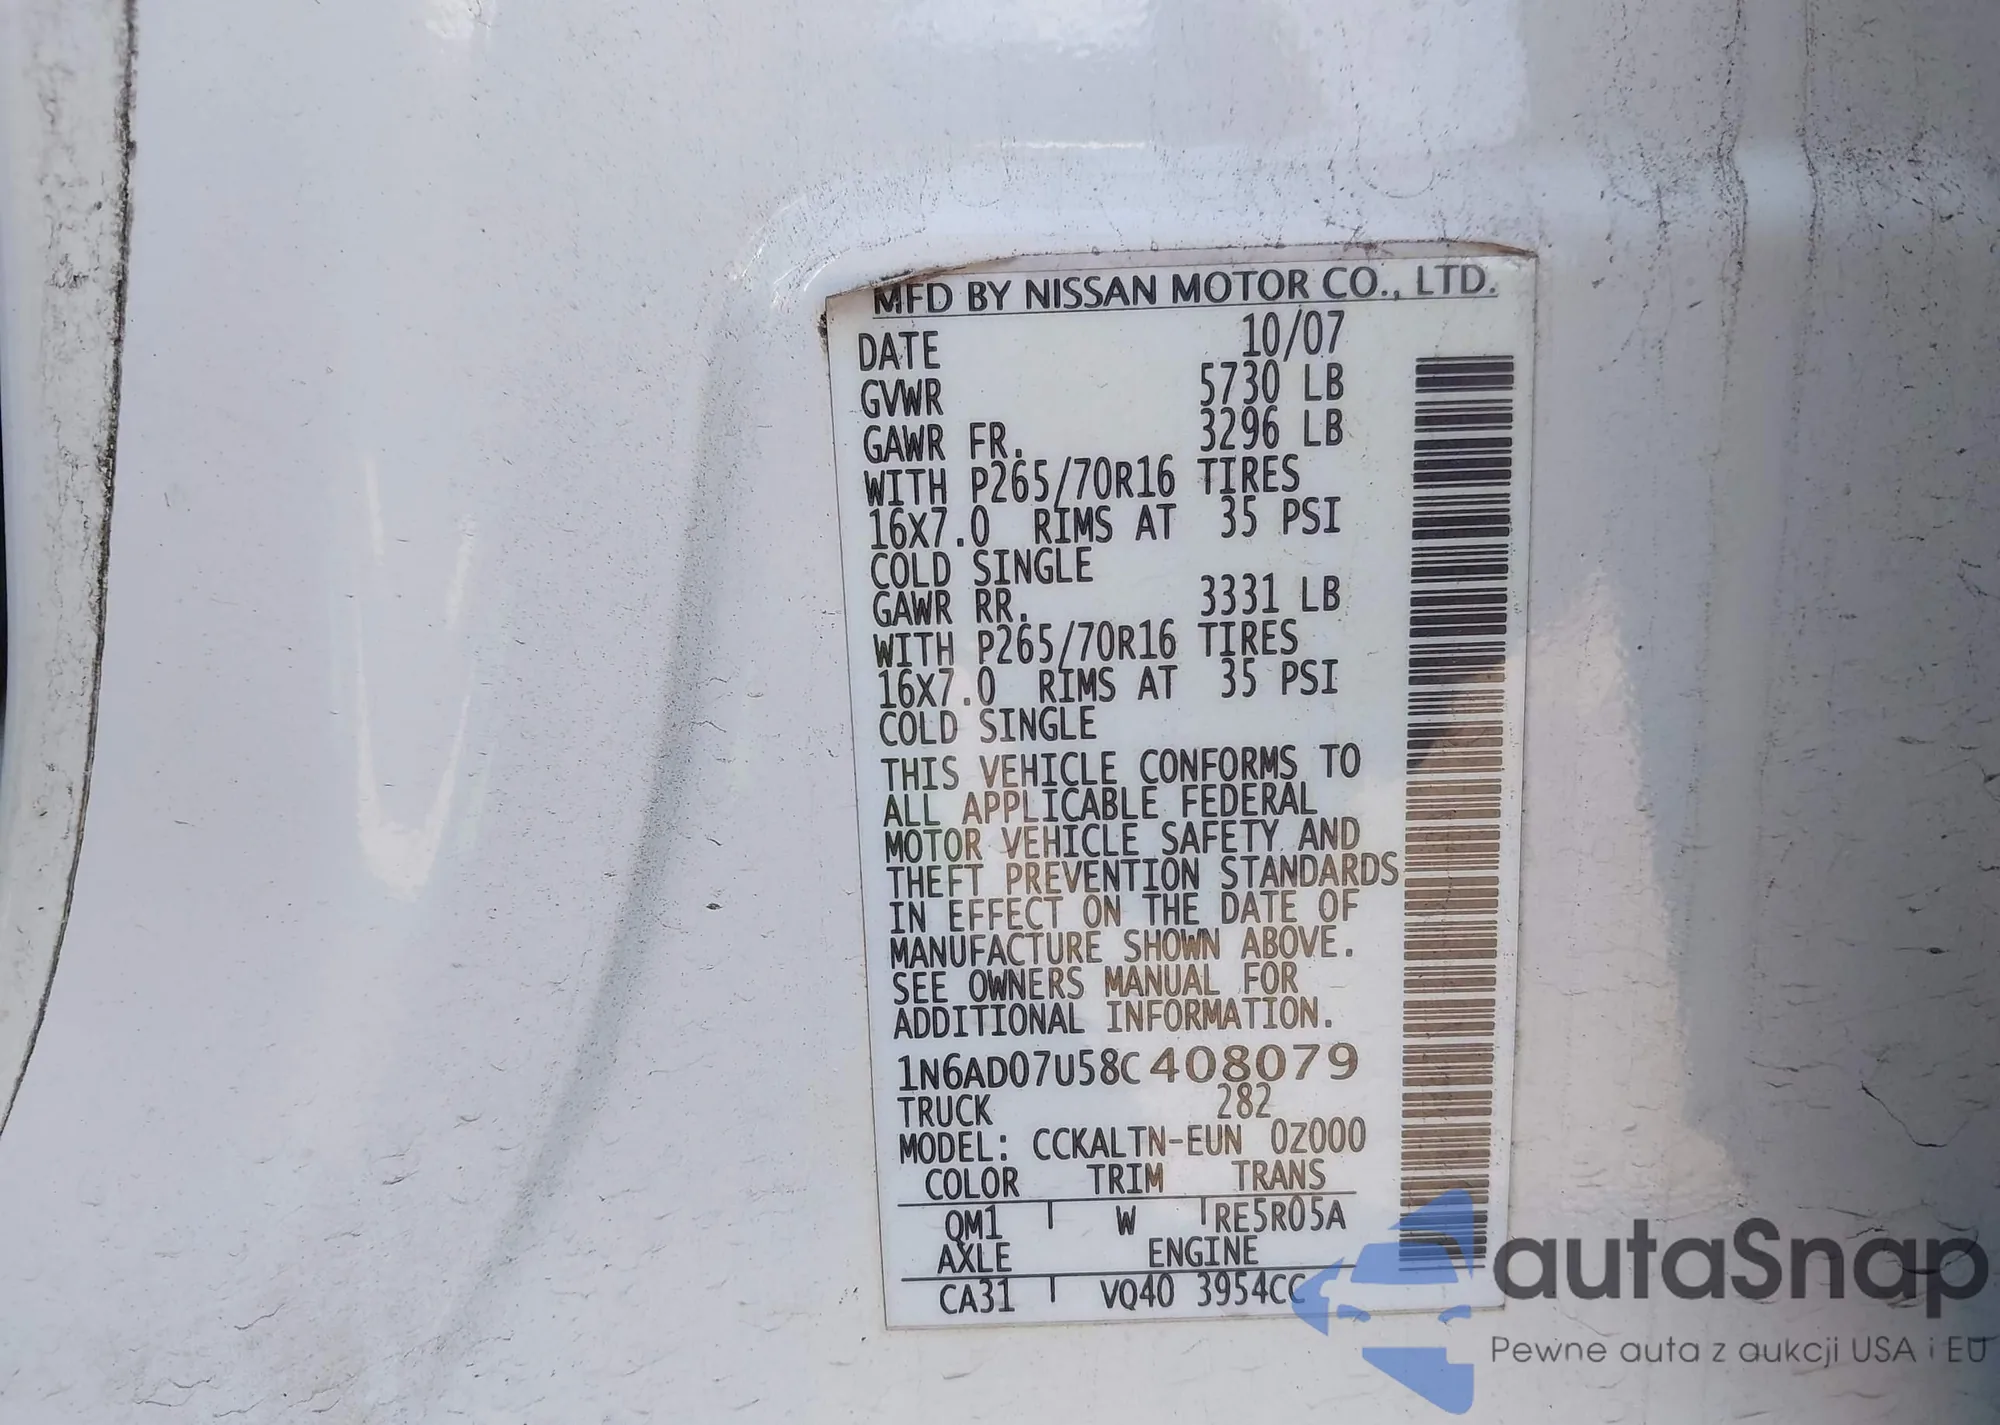 MFD BY NISSAN MOTOR CO., LTD.
DATE 10/07
GVWR 5730 LB
GAWR FR. 3296 LB
WITH P265/70R16 TIRES
16x7.0 RIMS AT 35 PSI
COLD SINGLE
GAWR RR. 3331 LB
WITH P265/70R16 TIRES
16x7.0 RIMS AT 35 PSI
COLD SINGLE
THIS VEHICLE CONFORMS TO
ALL APPLICABLE FEDERAL
MOTOR VEHICLE SAFETY AND
THEFT PREVENTION STANDARDS
IN EFFECT ON THE DATE OF
MANUFACTURE SHOWN ABOVE.
SEE OWNERS MANUAL FOR
ADDITIONAL INFORMATION.
1N6AD07U58C408079
TRUCK 282
MODEL: CCKALTN-EUN 0Z000
COLOR TRIM TRANS
QM1 W RE5R05A
AXLE ENGINE
CA31 VQ40 3954CC
autaSnap
Pewne auta z aukcji USA i EU